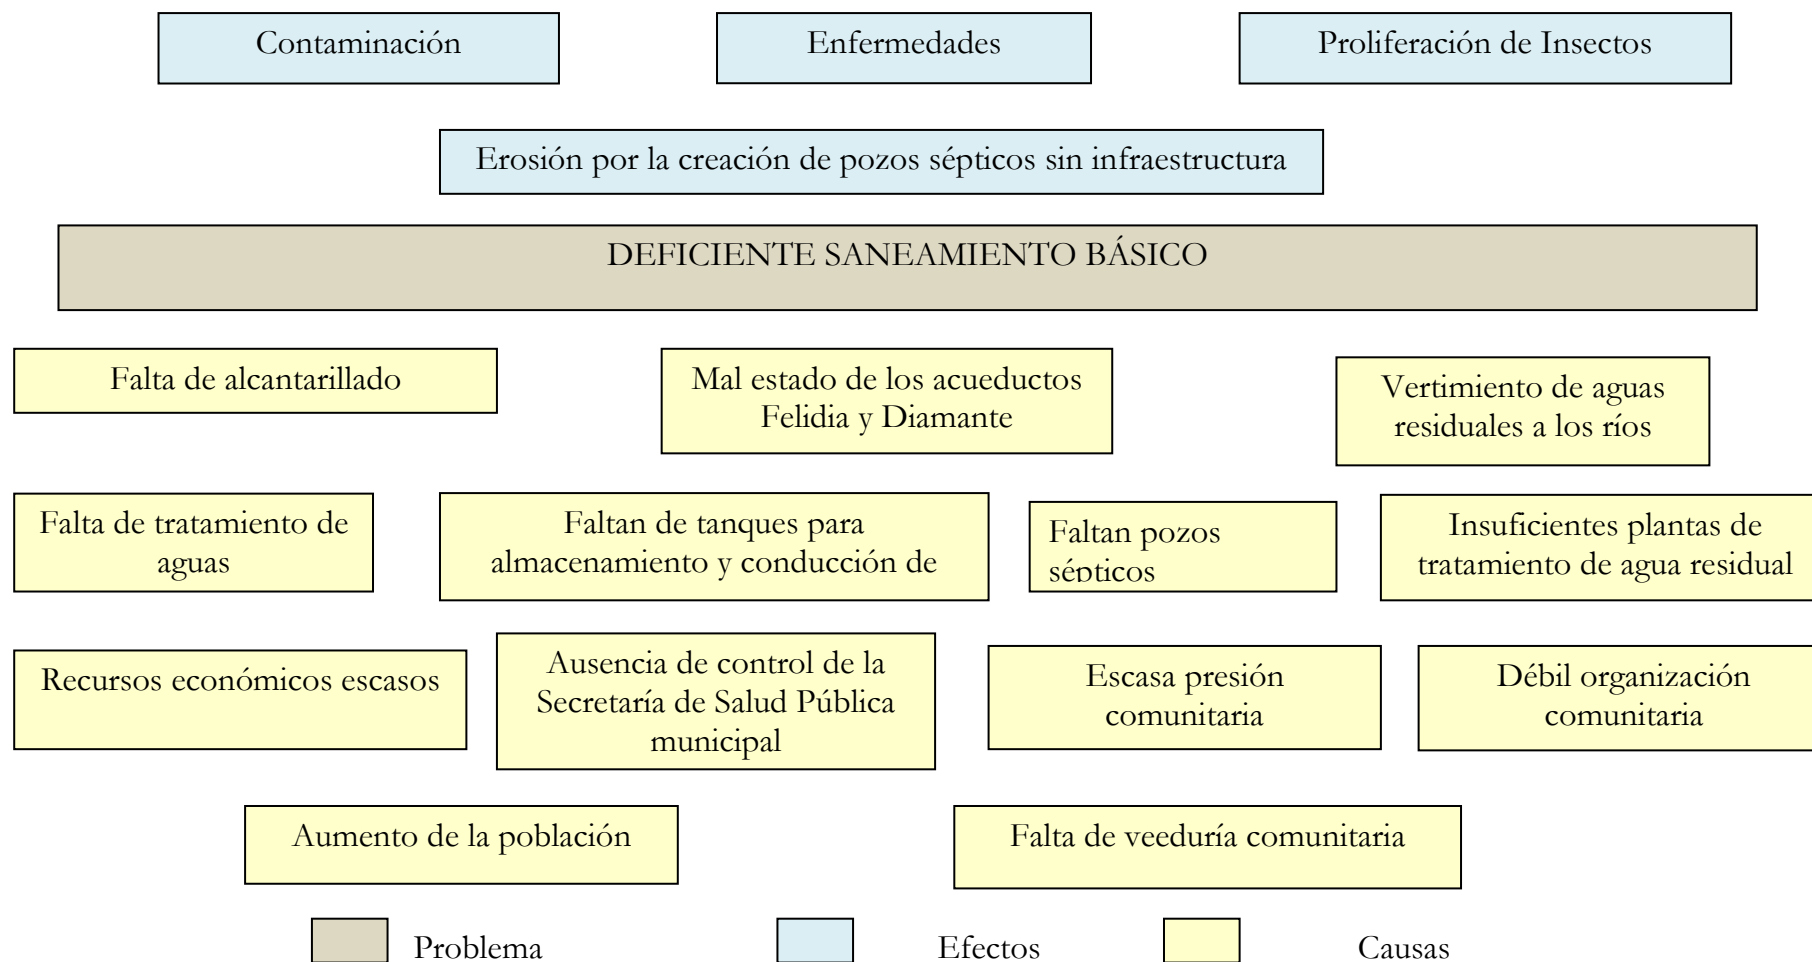 Contaminación
Enfermedades
Proliferación de Insectos
Erosión por la creación de pozos sépticos sin infraestructura
DEFICIENTE SANEAMIENTO BÁSICO
Falta de alcantarillado
Mal estado de los acueductos
Felidia y Diamante
Vertimiento de aguas
residuales a los ríos
Falta de tratamiento de
aguas
Faltan de tanques para
almacenamiento y conducción de
Faltan pozos
sépticos
Insuficientes plantas de
tratamiento de agua residual
Recursos económicos escasos
Ausencia de control de la
Secretaría de Salud Pública
municipal
Escasa presión
comunitaria
Débil organización
comunitaria
Aumento de la población
Falta de veeduría comunitaria
Problema
Efectos
Causas